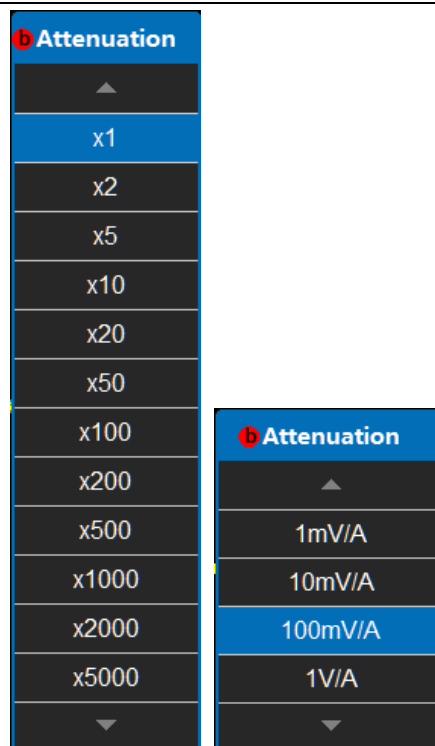 b Attenuation
x1
x2
x5
x10
x20
x50
x100
x200
x500
x1000
x2000
x5000
b Attenuation
1mV/A
10mV/A
100mV/A
1V/A